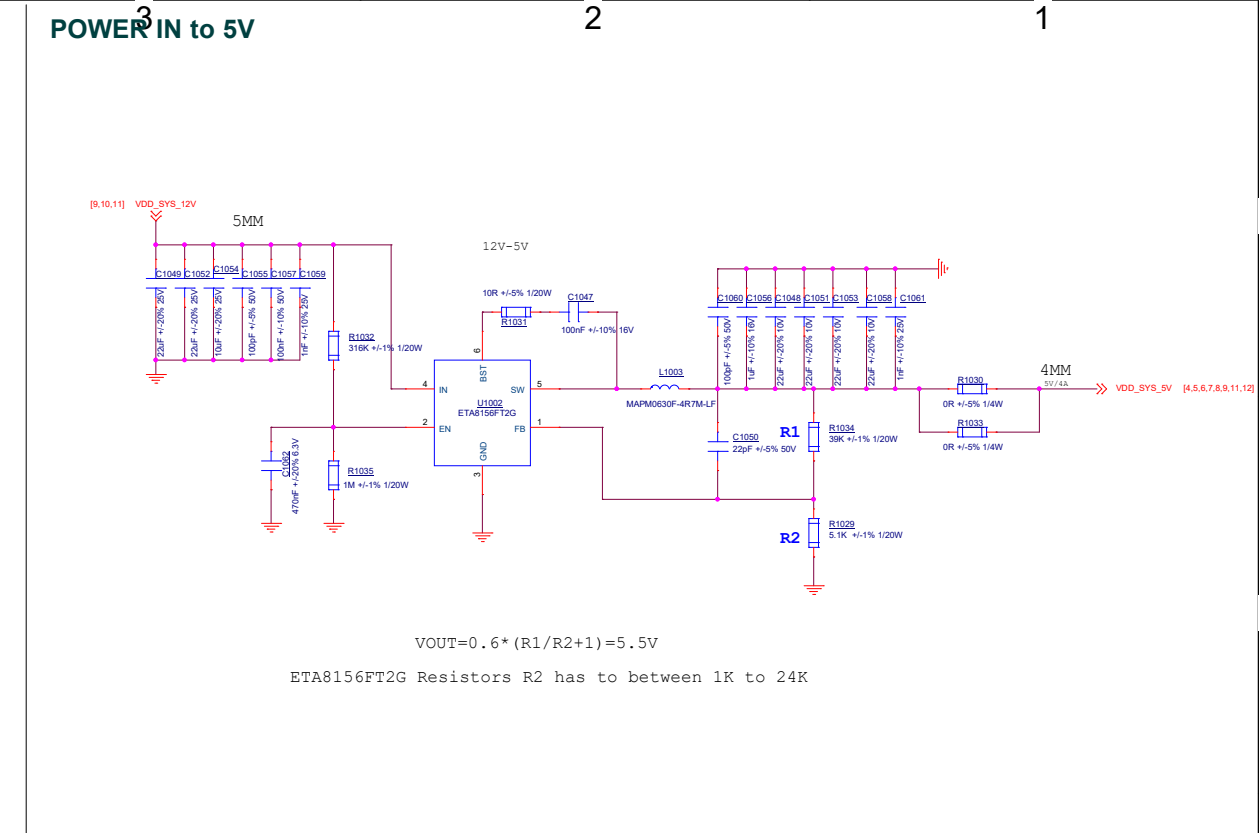 3
2
1
POWER IN to 5V
[9,10,11] VDD_SYS_12V
5MM
12V-5V
C1049
C1052
C1054
C1055
C1057
C1059
22uF +/-20% 25V
22uF +/-20% 25V
10uF +/-20% 25V
100pF +/-5% 50V
100nF +/-10% 50V
1nF +/-10% 25V
10R +/-5% 1/20W
R1031
C1047
100nF +/-10% 16V
R1032
316K +/-1% 1/20W
C1060
C1056
C1048
C1051
C1053
C1058
C1061
100pF +/-5% 50V
1uF +/-10% 16V
22uF +/-20% 10V
22uF +/-20% 10V
22uF +/-20% 10V
22uF +/-20% 10V
1nF +/-10% 25V
6
BST
4
IN
SW
5
U1002
ETA8156FT2G
2
EN
FB
1
GND
3
L1003
MAPM0630F-4R7M-LF
R1030
0R +/-5% 1/4W
R1033
0R +/-5% 1/4W
4MM
5V/4A
VDD_SYS_5V [4,5,6,7,8,9,11,12]
C1050
22pF +/-5% 50V
R1
R1034
39K +/-1% 1/20W
C1062
470nF +/-20% 6.3V
R1035
1M +/-1% 1/20W
R2
R1029
5.1K +/-1% 1/20W
VOUT=0.6*(R1/R2+1)=5.5V
ETA8156FT2G Resistors R2 has to between 1K to 24K